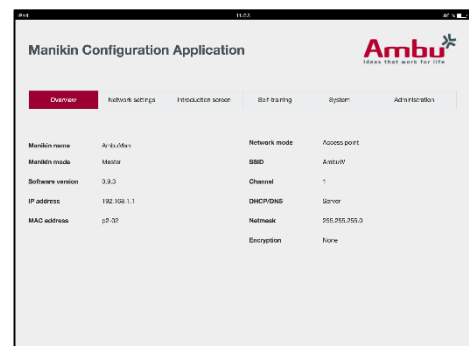 iPad 11:53
Manikin Configuration Application
Ambu
Ideas that work for life
Overview Network settings Introduction screen Self-training System Administration
Manikin name AmbuMan
Manikin mode Master
Software version 0.9.3
IP address 192.168.1.1
MAC address p2-02
Network mode Access point
SSID AmbuW
Channel 1
DHCP/DNS Server
Netmask 255.255.255.0
Encryption None